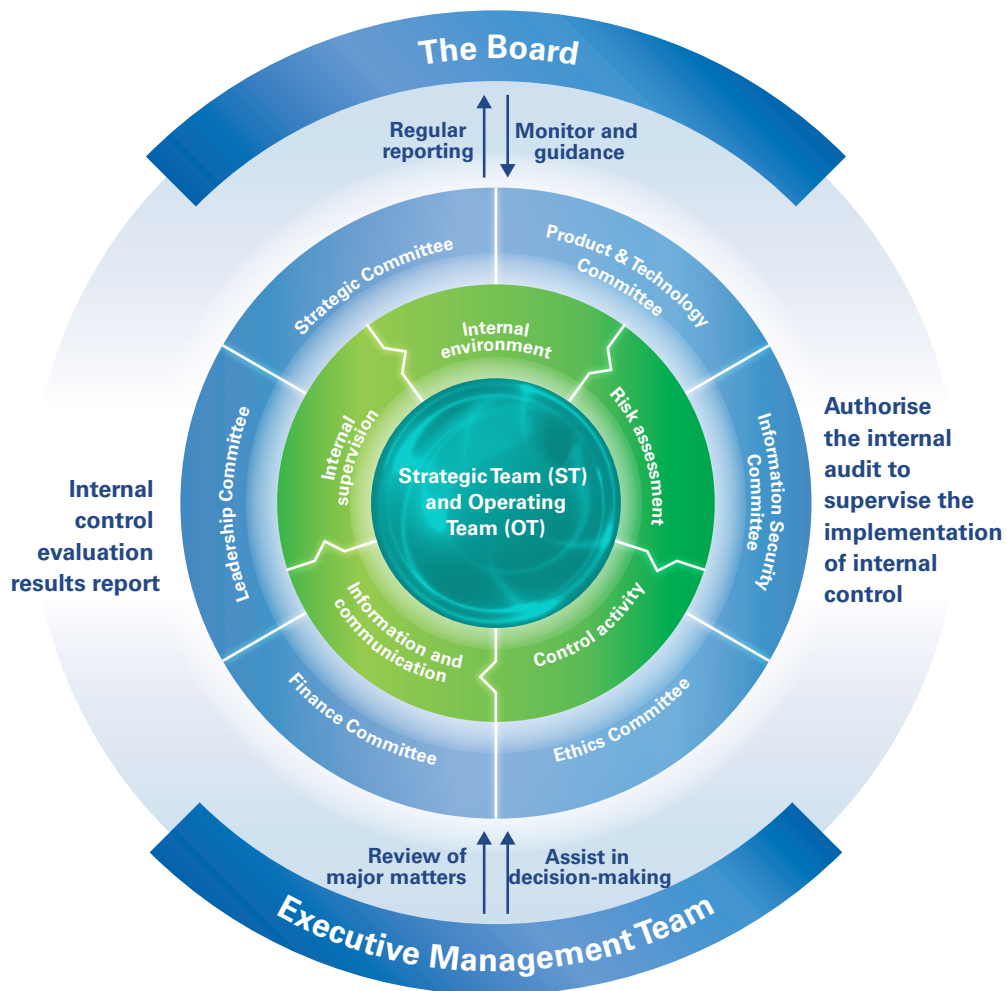 The Board
Regular
reporting
Monitor and
guidance
Strategic Committee
Product & Technology
Committee
Leadership Committee
Information Security
Committee
Finance Committee
Ethics Committee
Internal
environment
Risk assessment
Internal
supervision
Control activity
Information and
communication
Strategic Team (ST)
and Operating
Team (OT)
Internal
control
evaluation
results report
Authorise
the internal
audit to
supervise the
implementation
of internal
control
Review of
major matters
Assist in
decision-making
Executive Management Team